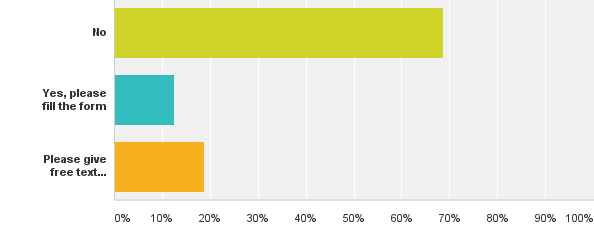 No
Yes, please
fill the form
Please give
free text...
0% 10% 20% 30% 40% 50% 60% 70% 80% 90% 100%